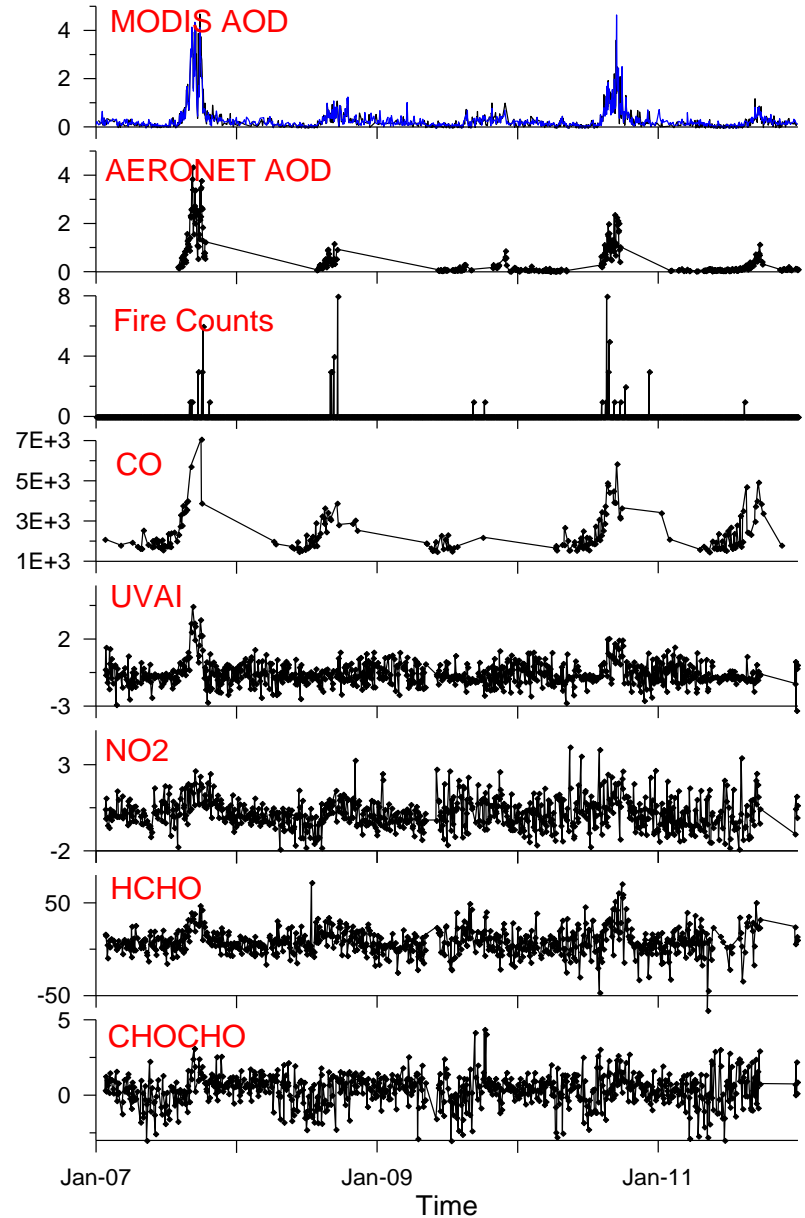 MODIS AOD
4
2
0
AERONET AOD
4
2
0
Fire Counts
8
4
0
CO
7E+3
5E+3
3E+3
1E+3
UVAI
2
-3
NO2
3
-2
HCHO
50
-50
CHOCHO
5
0
Jan-07 Jan-09 Jan-11
Time